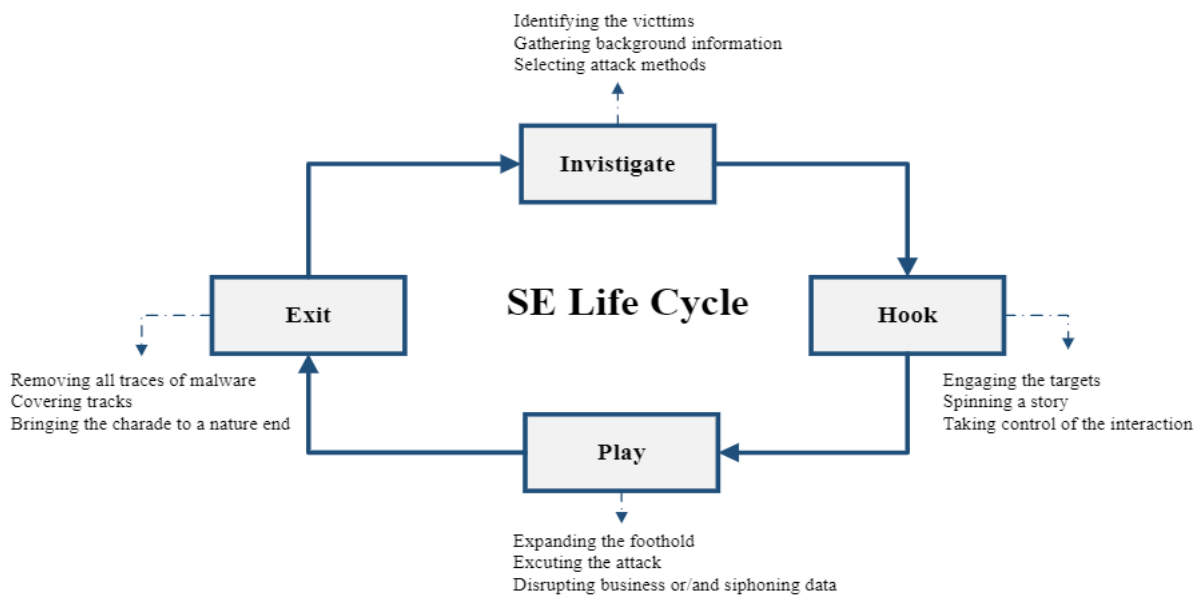 Identifying the victtims
Gathering background information
Selecting attack methods
Invistigate
Exit
SE Life Cycle
Hook
Removing all traces of malware
Covering tracks
Bringing the charade to a nature end
Engaging the targets
Spinning a story
Taking control of the interaction
Play
Expanding the foothold
Excuting the attack
Disrupting business or/and siphoning data